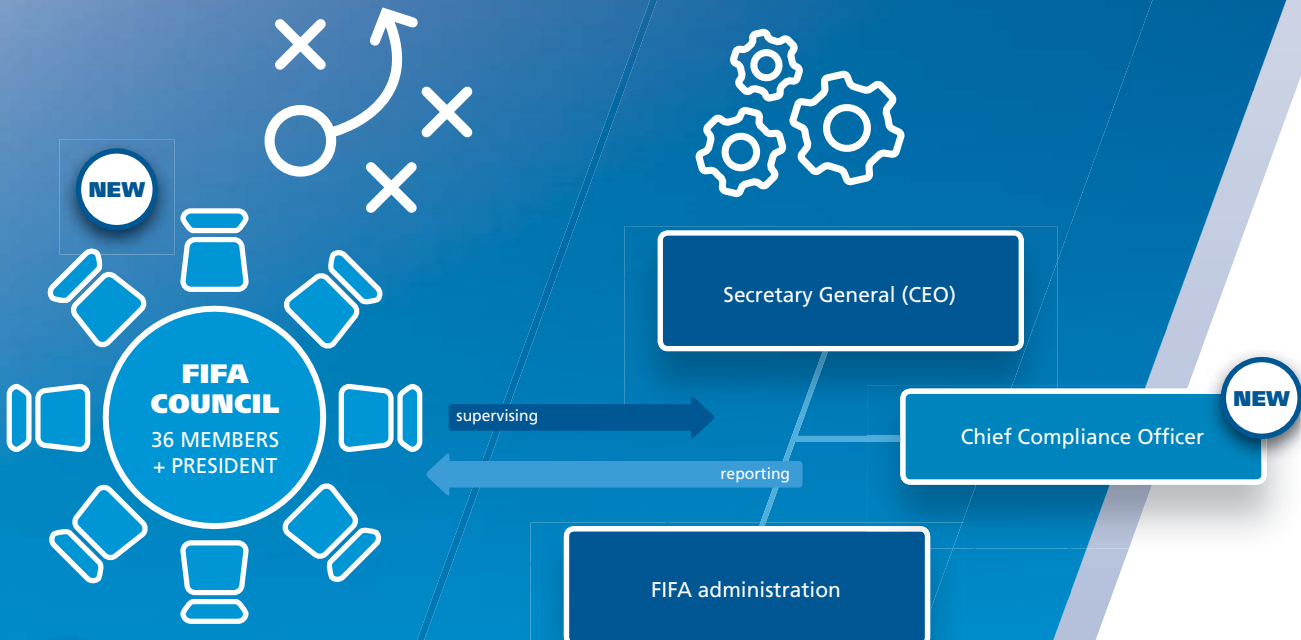 NEW
FIFA
COUNCIL
36 MEMBERS
+ PRESIDENT
supervising
reporting
Secretary General (CEO)
Chief Compliance Officer
NEW
FIFA administration